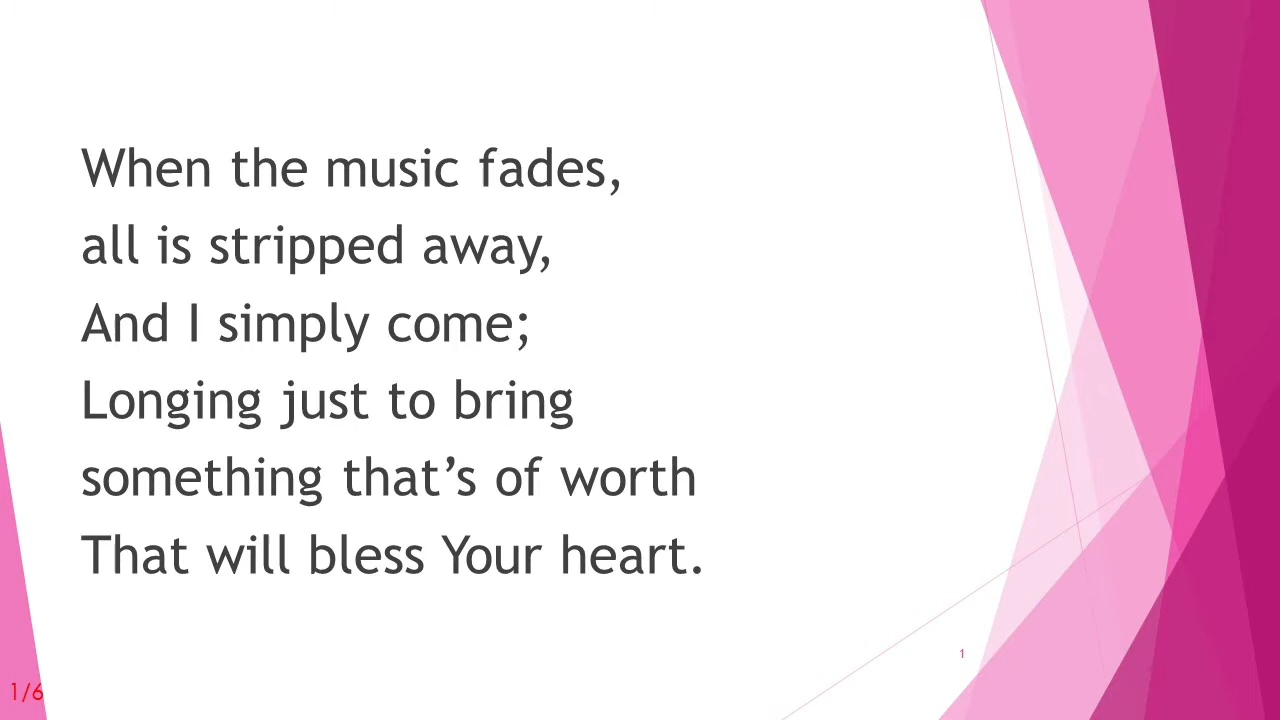 When the music fades,
all is stripped away,
And I simply come;
Longing just to bring
something that’s of worth
That will bless Your heart.
1
1/6